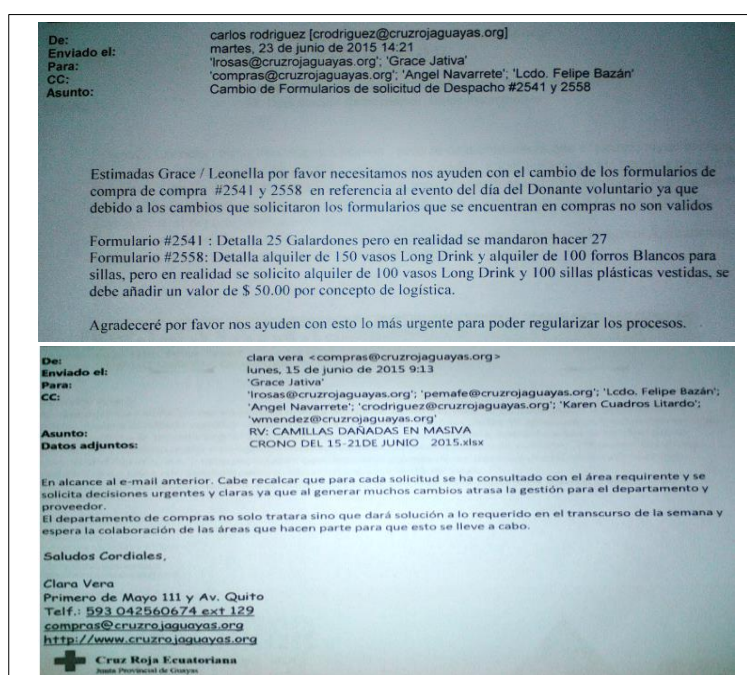 De: carlos rodriguez [crodriguez@cruzrojaguayas.org]
Enviado el: martes, 23 de junio de 2015 14:21
Para: 'lrosas@cruzrojaguayas.org'; 'Grace Jativa'
CC: 'compras@cruzrojaguayas.org'; 'Angel Navarrete'; 'Lcdo. Felipe Bazán'
Asunto: Cambio de Formularios de solicitud de Despacho #2541 y 2558
Estimadas Grace / Leonella por favor necesitamos nos ayuden con el cambio de los formularios de
compra de compra #2541 y 2558 en referencia al evento del día del Donante voluntario ya que
debido a los cambios que solicitaron los formularios que se encuentran en compras no son validos
Formulario #2541 : Detalla 25 Galardones pero en realidad se mandaron hacer 27
Formulario #2558: Detalla alquiler de 150 vasos Long Drink y alquiler de 100 forros Blancos para
sillas, pero en realidad se solicito alquiler de 100 vasos Long Drink y 100 sillas plásticas vestidas, se
debe añadir un valor de $ 50.00 por concepto de logística.
Agradeceré por favor nos ayuden con esto lo más urgente para poder regularizar los procesos.
De: clara vera <compras@cruzrojaguayas.org>
Enviado el: lunes, 15 de junio de 2015 9:13
Para: 'Grace Jativa'
CC: 'lrosas@cruzrojaguayas.org'; 'pemafe@cruzrojaguayas.org'; 'Lcdo. Felipe Bazán';
'Angel Navarrete'; 'crodriguez@cruzrojaguayas.org'; 'Karen Cuadros Litardo';
'wmendez@cruzrojaguayas.org'
Asunto: RV: CAMILLAS DAÑADAS EN MASIVA
Datos adjuntos: CRONO DEL 15-21DE JUNIO 2015.xlsx
En alcance al e-mail anterior. Cabe recalcar que para cada solicitud se ha consultado con el área requirente y se
solicita decisiones urgentes y claras ya que al generar muchos cambios atrasa la gestión para el departamento y
proveedor.
El departamento de compras no solo tratara sino que dará solución a lo requerido en el transcurso de la semana y
espera la colaboración de las áreas que hacen parte para que esto se lleve a cabo.
Saludos Cordiales,
Clara Vera
Primero de Mayo 111 y Av. Quito
Telf.: 593 042560674 ext 129
compras@cruzrojaguayas.org
http://www.cruzrojaguayas.org
Cruz Roja Ecuatoriana
Junta Provincial de Guayas